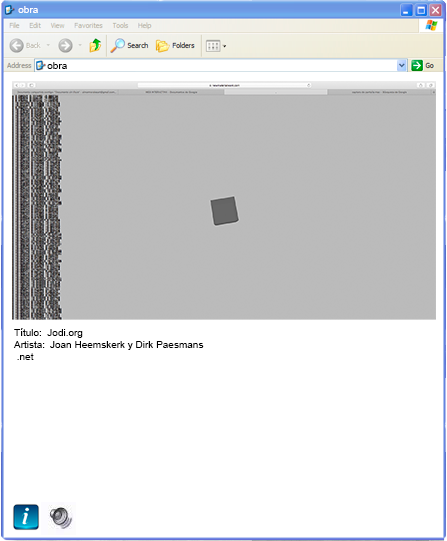 obra
File Edit View Favorites Tools Help
Back Search Folders
Address obra Go
Título: Jodi.org
Artista: Joan Heemskerk y Dirk Paesmans
.net